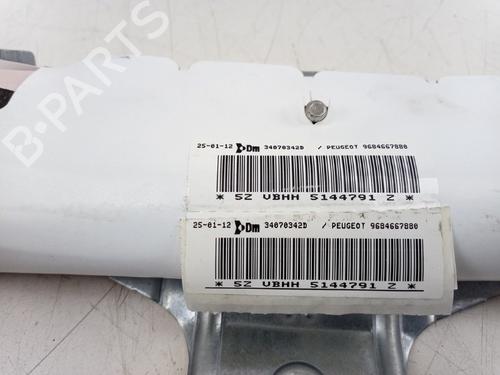 B-PARTS
25-01-12 Dm 34070342D / PEUGEOT 9684667880
* SZ VBHH 5144791 Z *
25-01-12 Dm 34070342D / PEUGEOT 9684667880
* SZ VBHH 5144791 Z *